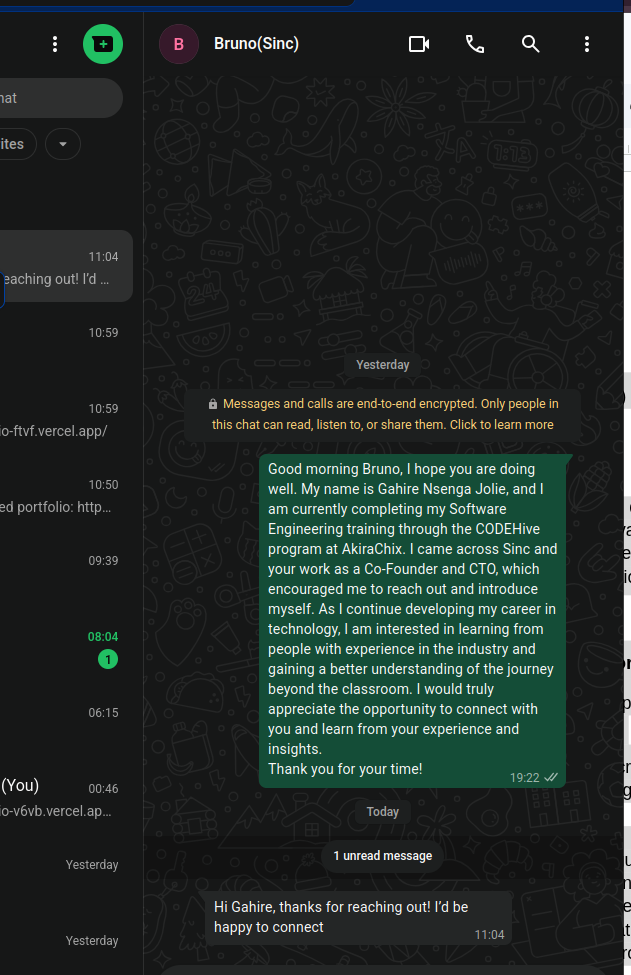 B
Bruno(Sinc)
hat
ites
11:04
eaching out! I'd ...
10:59
10:59
io-ftvf.vercel.app/
10:50
ed portfolio: http...
09:39
08:04
1
06:15
(You)
00:46
io-v6vb.vercel.ap...
Yesterday
Yesterday
Yesterday
Messages and calls are end-to-end encrypted. Only people in
this chat can read, listen to, or share them. Click to learn more
Good morning Bruno, I hope you are doing
well. My name is Gahire Nsenga Jolie, and I
am currently completing my Software
Engineering training through the CODEHive
program at AkiraChix. I came across Sinc and
your work as a Co-Founder and CTO, which
encouraged me to reach out and introduce
myself. As I continue developing my career in
technology, I am interested in learning from
people with experience in the industry and
gaining a better understanding of the journey
beyond the classroom. I would truly
appreciate the opportunity to connect with
you and learn from your experience and
insights.
Thank you for your time!
19:22
Today
1 unread message
Hi Gahire, thanks for reaching out! I'd be
happy to connect
11:04